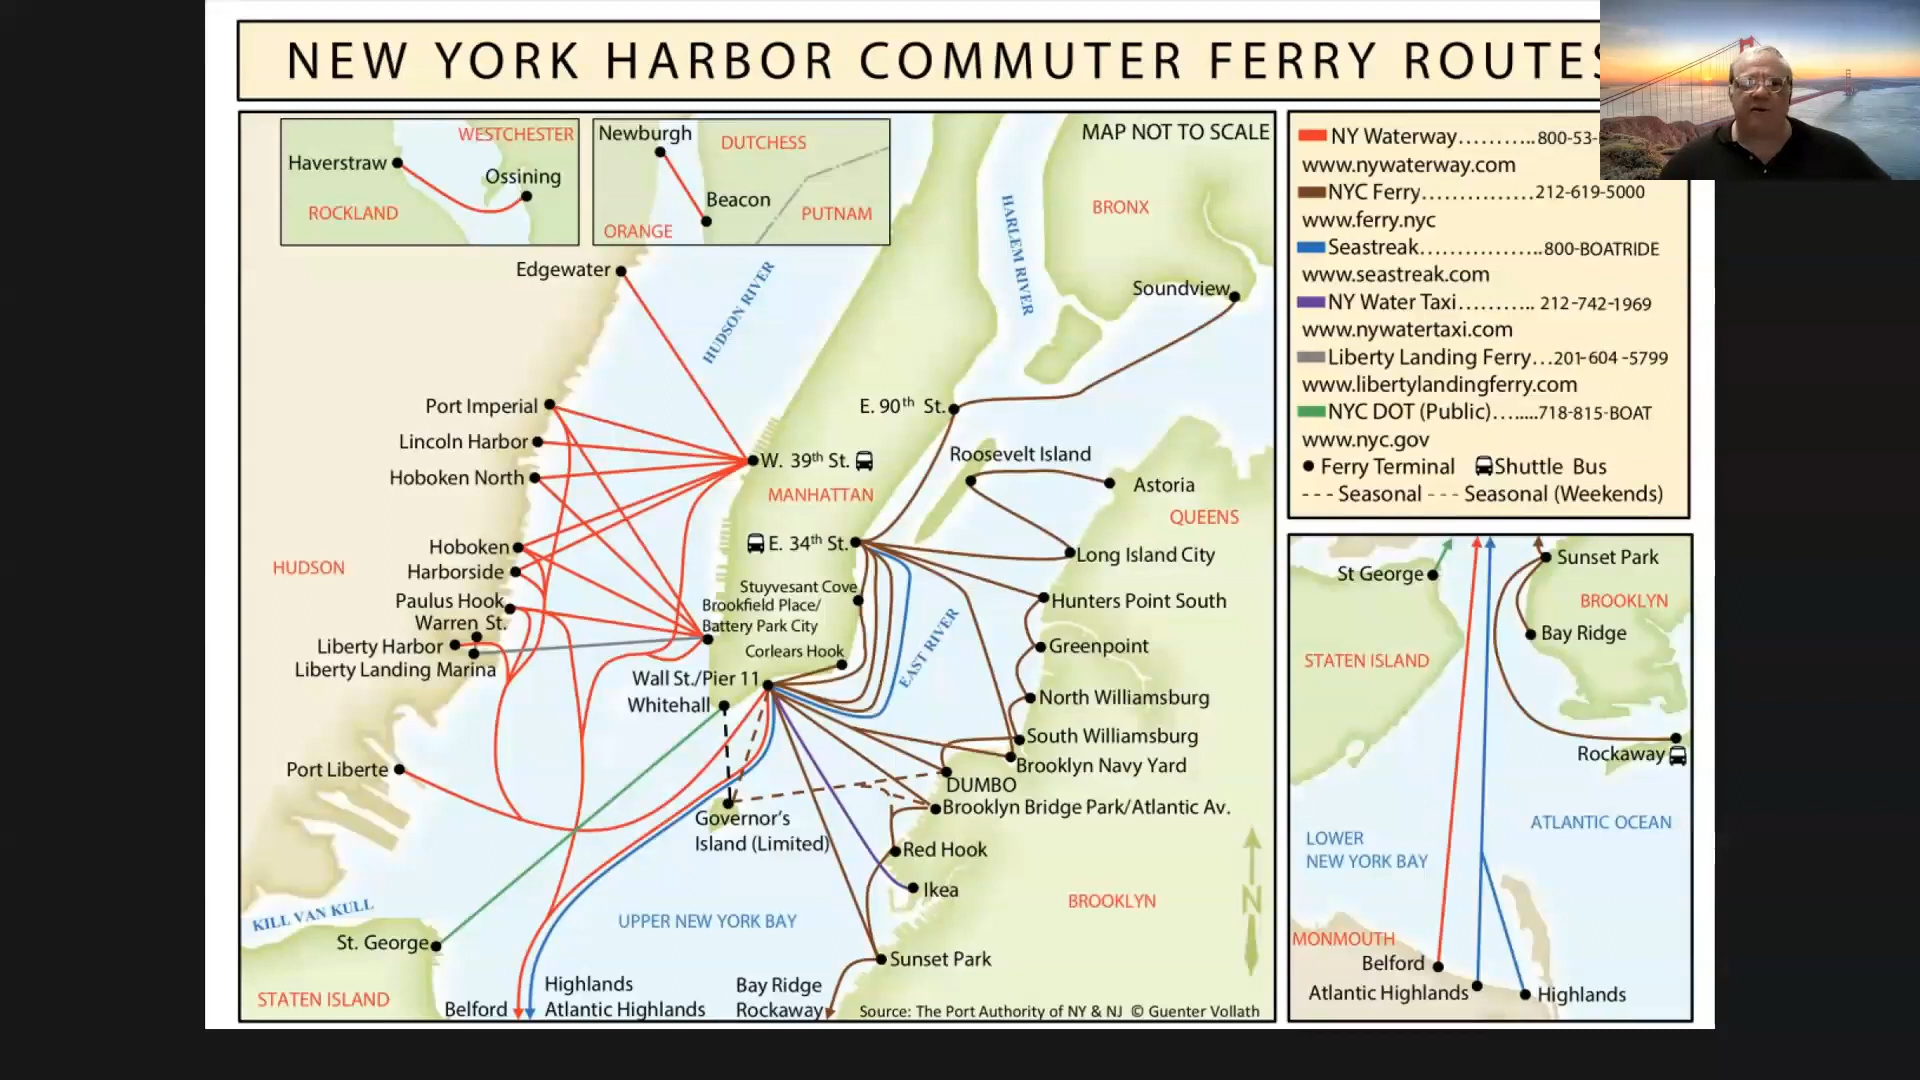 NEW YORK HARBOR COMMUTER FERRY ROUTES
WESTCHESTER
Haverstraw
Ossining
ROCKLAND
Newburgh
DUTCHESS
Beacon
PUTNAM
ORANGE
MAP NOT TO SCALE
HARLEM RIVER
BRONX
Edgewater
HUDSON RIVER
Soundview
Port Imperial
E. 90th St.
Lincoln Harbor
Roosevelt Island
W. 39th St.
Hoboken North
MANHATTAN
Astoria
QUEENS
Hoboken
E. 34th St.
Long Island City
HUDSON
Harborside
Stuyvesant Cove
Paulus Hook
Brookfield Place/
Battery Park City
Hunters Point South
Warren St.
EAST RIVER
Liberty Harbor
Corlears Hook
Greenpoint
Liberty Landing Marina
Wall St./Pier 11
Whitehall
North Williamsburg
South Williamsburg
Port Liberte
Brooklyn Navy Yard
DUMBO
Brooklyn Bridge Park/Atlantic Av.
Governor's
Island (Limited)
Red Hook
Ikea
N
BROOKLYN
KILL VAN KULL
UPPER NEW YORK BAY
St. George
Sunset Park
STATEN ISLAND
Belford
Highlands
Atlantic Highlands
Bay Ridge
Rockaway
Source: The Port Authority of NY & NJ © Guenter Vollath
NY Waterway...........800-53-
www.nywaterway.com
NYC Ferry...............212-619-5000
www.ferry.nyc
Seastreak.................800-BOATRIDE
www.seastreak.com
NY Water Taxi........... 212-742-1969
www.nywatertaxi.com
Liberty Landing Ferry...201-604 -5799
www.libertylandingferry.com
NYC DOT (Public)........718-815-BOAT
www.nyc.gov
Ferry Terminal Shuttle Bus
--- Seasonal --- Seasonal (Weekends)
St George
Sunset Park
BROOKLYN
Bay Ridge
STATEN ISLAND
Rockaway
LOWER
NEW YORK BAY
ATLANTIC OCEAN
MONMOUTH
Belford
Atlantic Highlands
Highlands